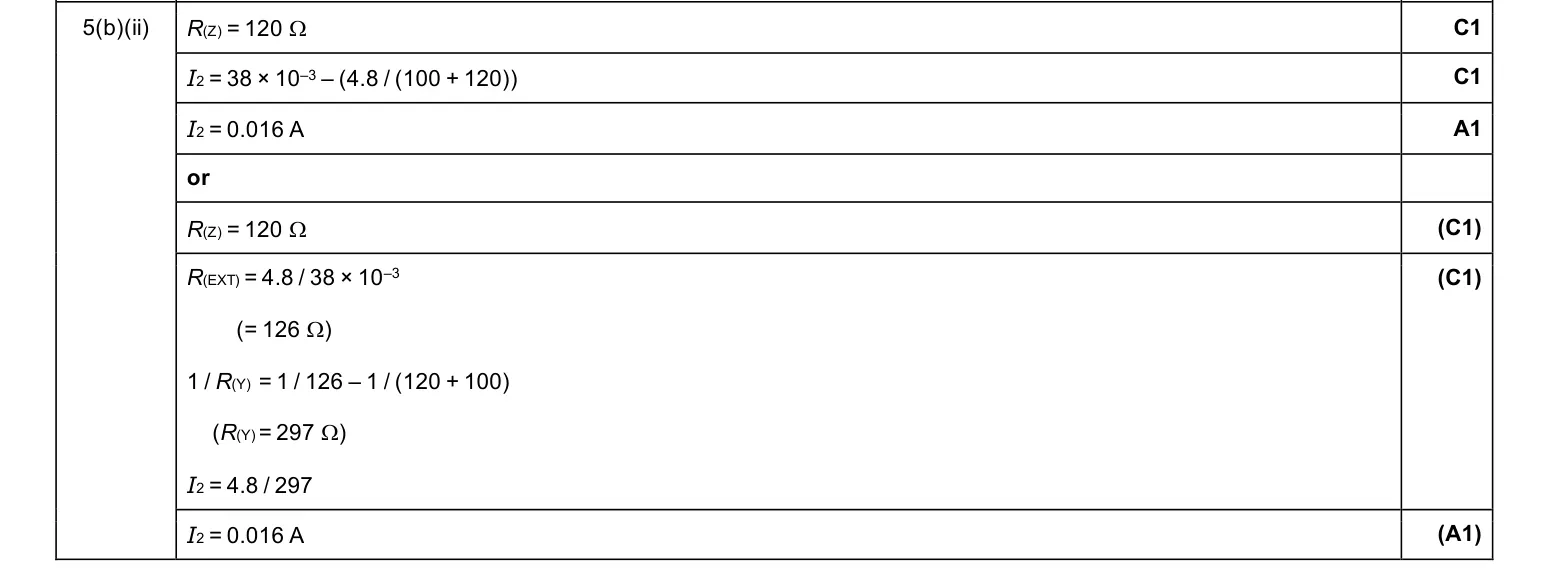 5(b)(ii) R(Z) = 120 Ω C1
I2 = 38 × 10–3 – (4.8 / (100 + 120)) C1
I2 = 0.016 A A1
or
R(Z) = 120 Ω (C1)
R(EXT) = 4.8 / 38 × 10–3 (C1)
(= 126 Ω)
1 / R(Y) = 1 / 126 – 1 / (120 + 100)
(R(Y) = 297 Ω)
I2 = 4.8 / 297
I2 = 0.016 A (A1)